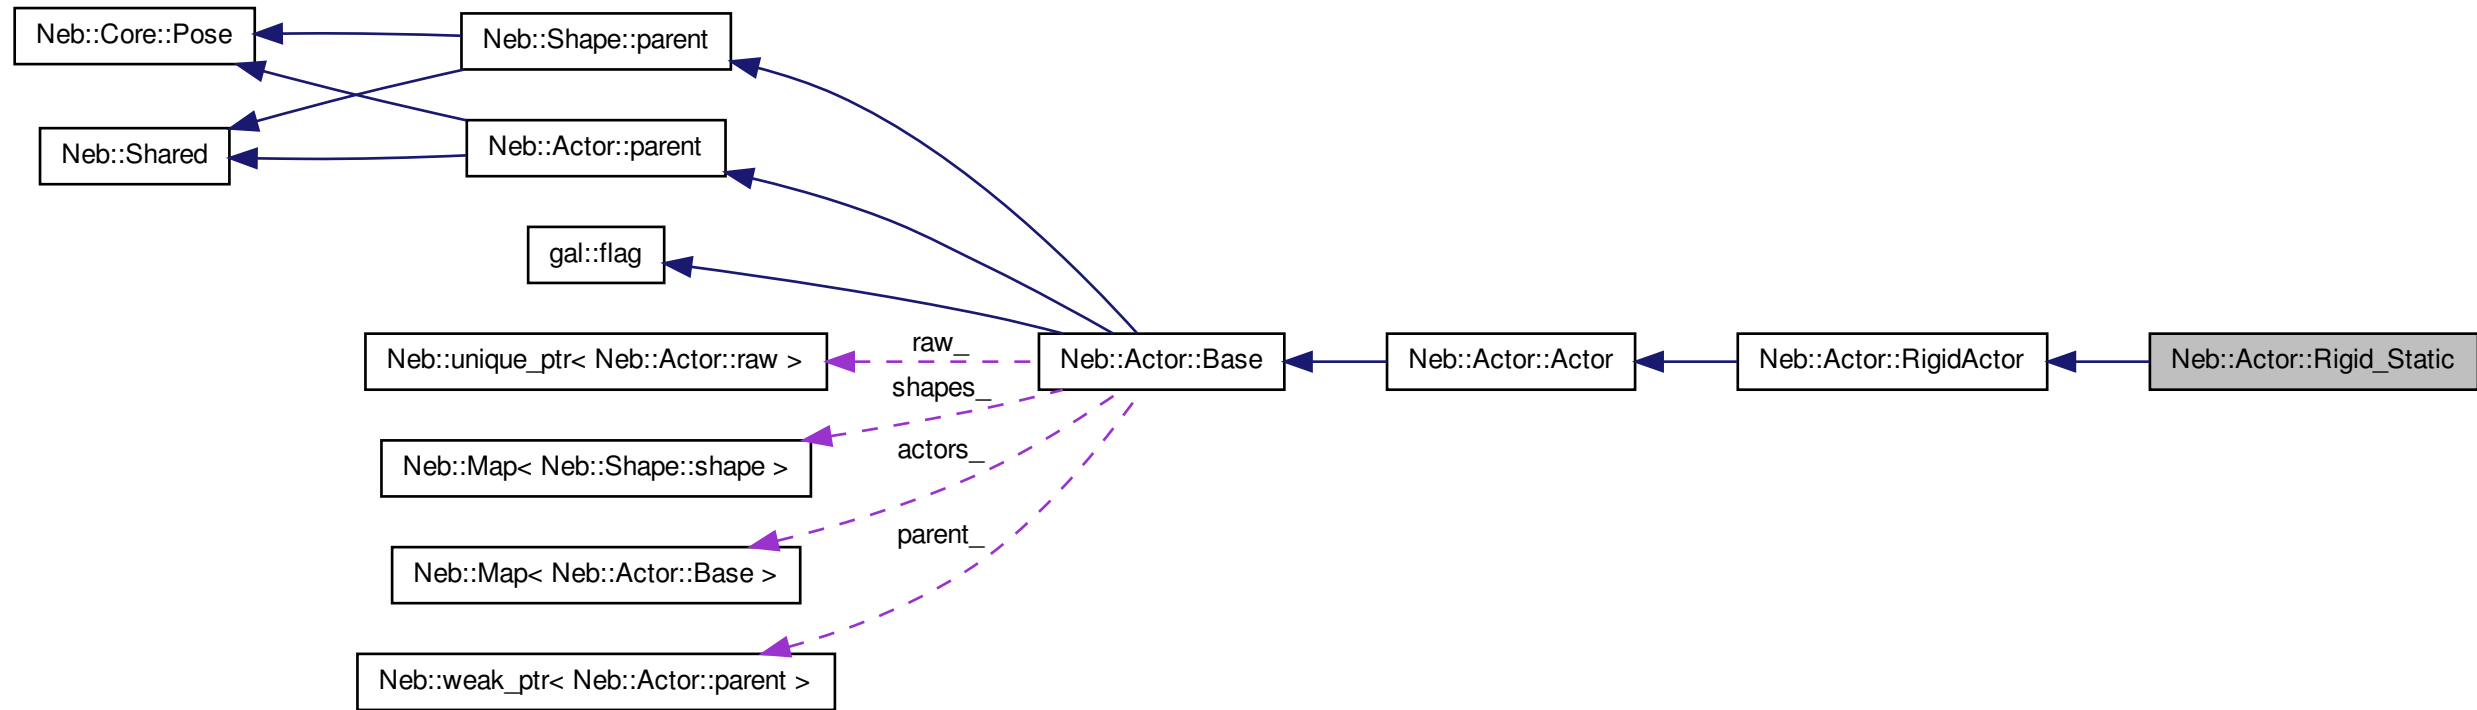 Neb::Core::Pose
Neb::Shape::parent
Neb::Shared
Neb::Actor::parent
gal::flag
Neb::unique_ptr< Neb::Actor::raw >
raw_
Neb::Actor::Base
Neb::Actor::Actor
Neb::Actor::RigidActor
Neb::Actor::Rigid_Static
shapes_
Neb::Map< Neb::Shape::shape >
actors_
Neb::Map< Neb::Actor::Base >
parent_
Neb::weak_ptr< Neb::Actor::parent >